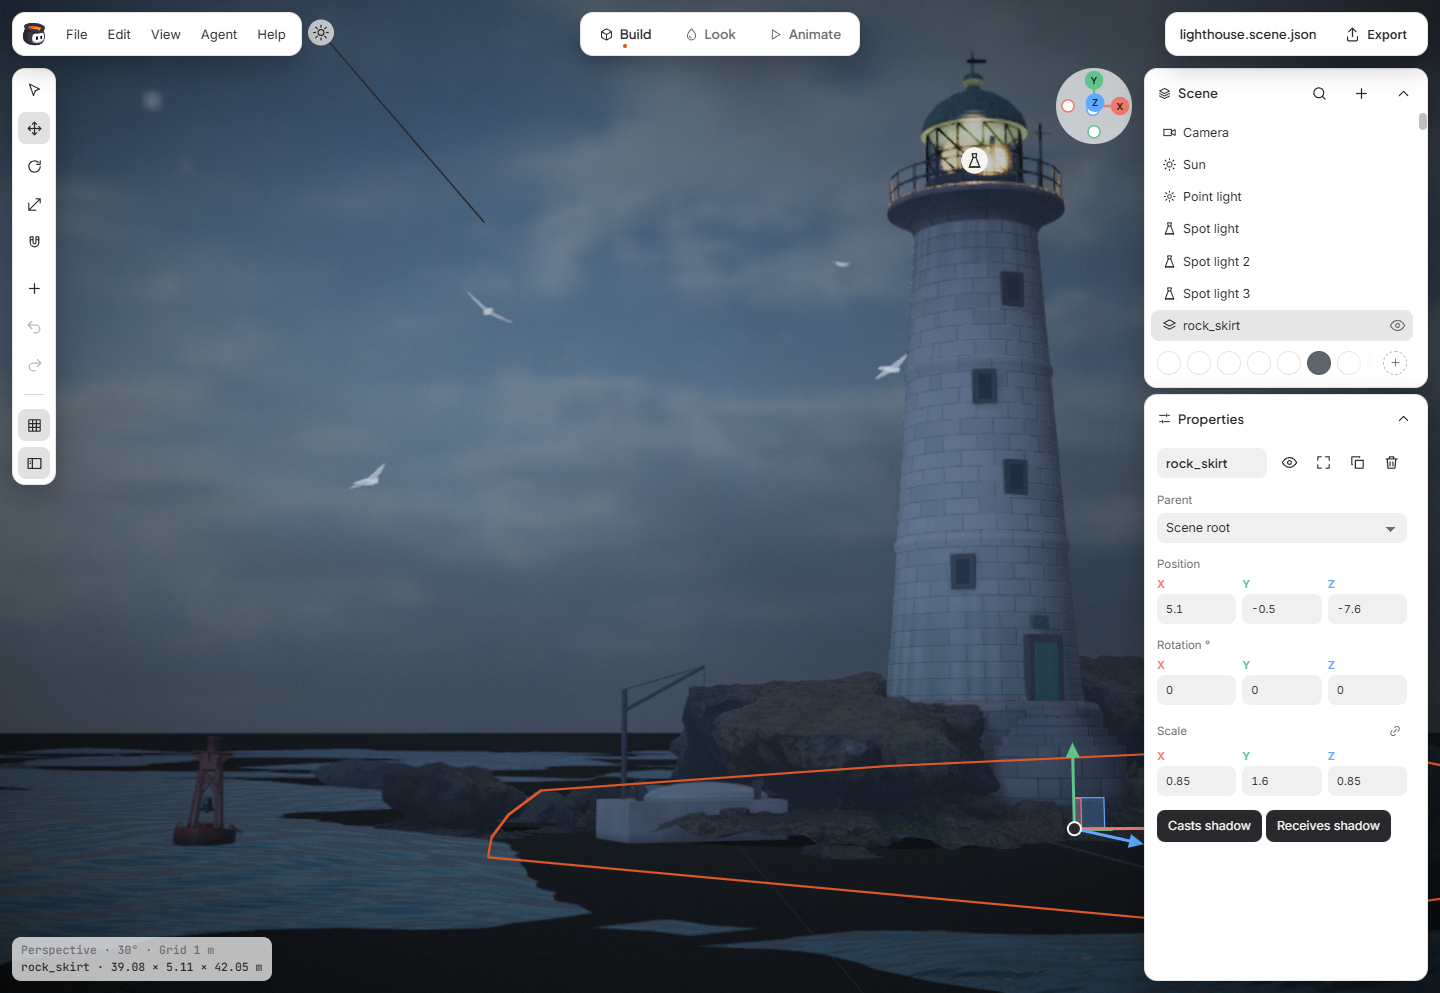 File Edit View Agent Help
Build Look Animate
lighthouse.scene.json Export
Y
Z X
Scene
Camera
Sun
Point light
Spot light
Spot light 2
Spot light 3
rock_skirt
Properties
rock_skirt
Parent
Scene root
Position
X Y Z
5.1 -0.5 -7.6
Rotation °
X Y Z
0 0 0
Scale
X Y Z
0.85 1.6 0.85
Casts shadow Receives shadow
Perspective · 30° · Grid 1 m
rock_skirt · 39.08 × 5.11 × 42.05 m